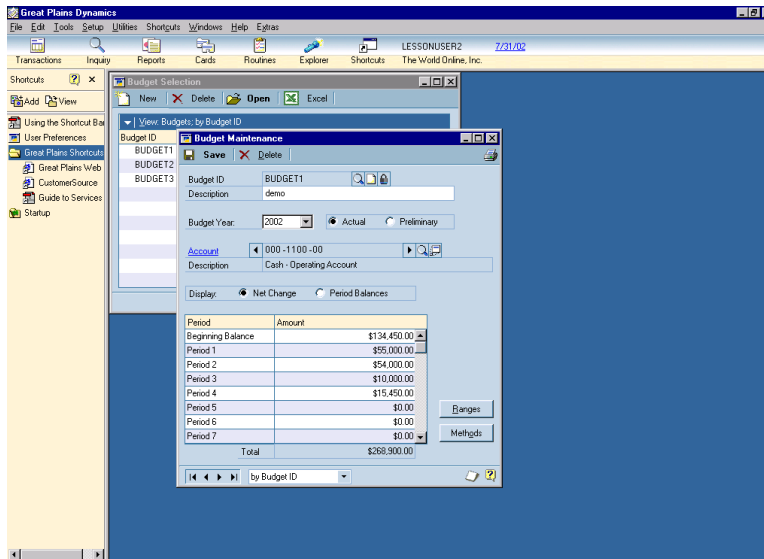 Great Plains Dynamics
File Edit Tools Setup Utilities Shortcuts Windows Help Extras
LESSONUSER2 7/31/02
Transactions Inquiry Reports Cards Routines Explorer Shortcuts The World Online, Inc.
Shortcuts
Add View
Using the Shortcut Bar
User Preferences
Great Plains Shortcuts
Great Plains Web
CustomerSource
Guide to Services
Startup
Budget Selection
New Delete Open Excel
View: Budgets; by Budget ID
Budget ID
BUDGET1
BUDGET2
BUDGET3
Budget Maintenance
Save Delete
Budget ID BUDGET1
Description demo
Budget Year: 2002 Actual Preliminary
Account 000 -1100 -00
Description Cash - Operating Account
Display: Net Change Period Balances
Period Amount
Beginning Balance $134,450.00
Period 1 $55,000.00
Period 2 $54,000.00
Period 3 $10,000.00
Period 4 $15,450.00
Period 5 $0.00
Period 6 $0.00
Period 7 $0.00
Total $268,900.00
Ranges
Methods
by Budget ID